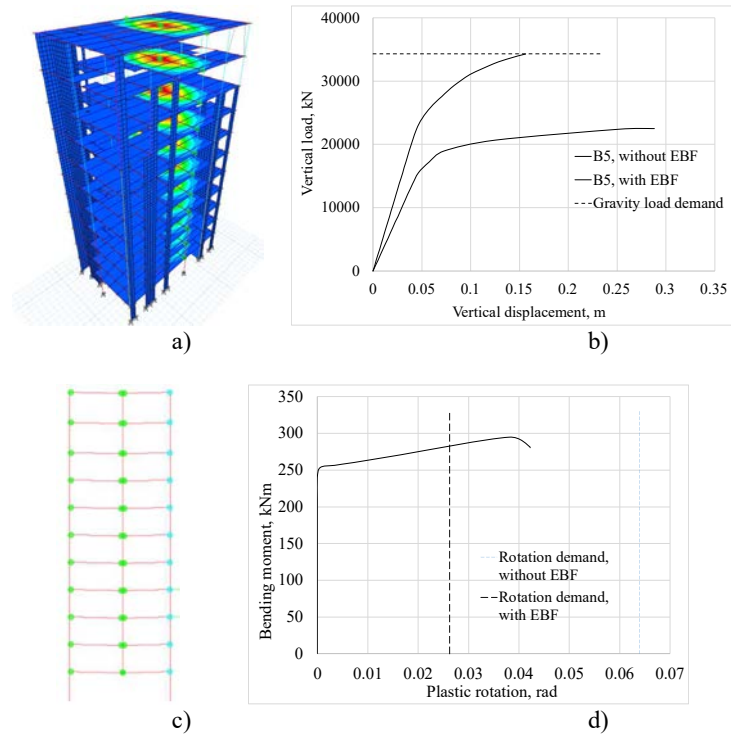 40000
30000
20000
10000
0
Vertical load, kN
B5, without EBF
B5, with EBF
Gravity load demand
0 0.05 0.1 0.15 0.2 0.25 0.3 0.35
Vertical displacement, m
a)
b)
350
300
250
200
150
100
50
0
Bending moment, kNm
Rotation demand,
without EBF
Rotation demand,
with EBF
0 0.01 0.02 0.03 0.04 0.05 0.06 0.07
Plastic rotation, rad
c)
d)